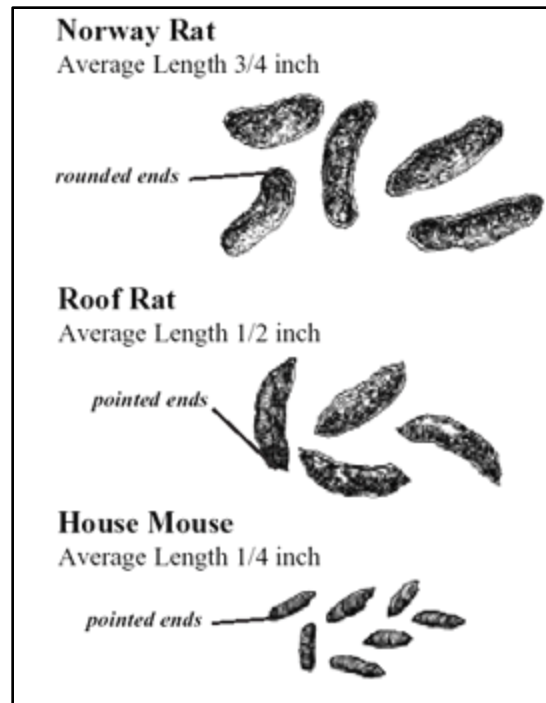 Norway Rat
Average Length 3/4 inch
rounded ends
Roof Rat
Average Length 1/2 inch
pointed ends
House Mouse
Average Length 1/4 inch
pointed ends